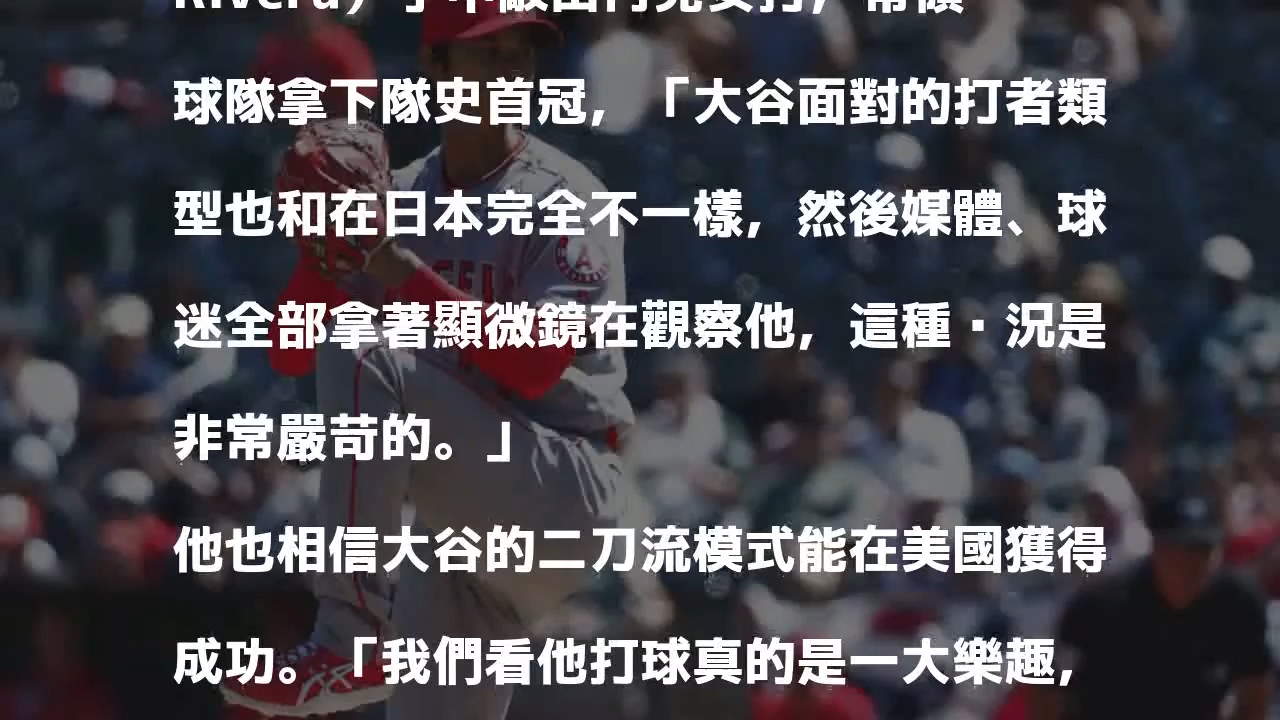 球隊拿下隊史首冠，「大谷面對的打者類
型也和在日本完全不一樣，然後媒體、球
迷全部拿著顯微鏡在觀察他，這種▪況是
非常嚴苛的。」
他也相信大谷的二刀流模式能在美國獲得
成功。「我們看他打球真的是一大樂趣，